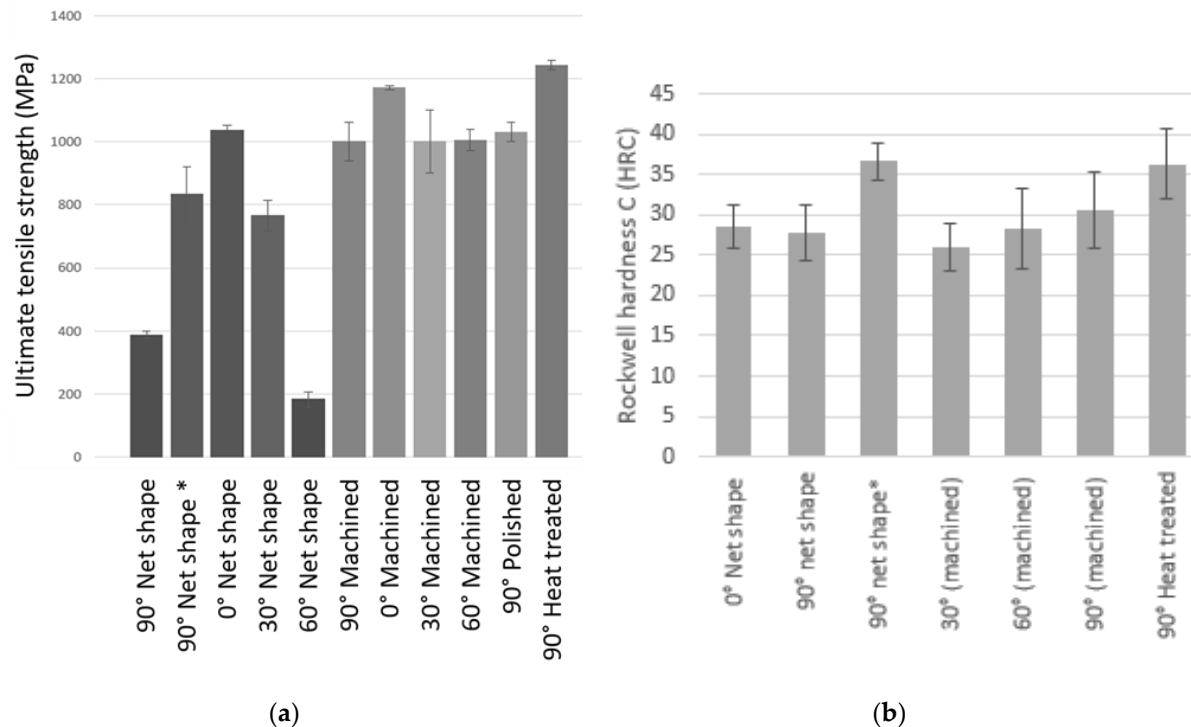 Ultimate tensile strength (MPa)
1400
1200
1000
800
600
400
200
0
90° Net shape
90° Net shape *
0° Net shape
30° Net shape
60° Net shape
90° Machined
0° Machined
30° Machined
60° Machined
90° Polished
90° Heat treated
(a)
Rockwell hardness C (HRC)
45
40
35
30
25
20
15
10
5
0
0° Net shape
90° net shape
90° net shape*
30° (machined)
60° (machined)
90° (machined)
90° Heat treated
(b)